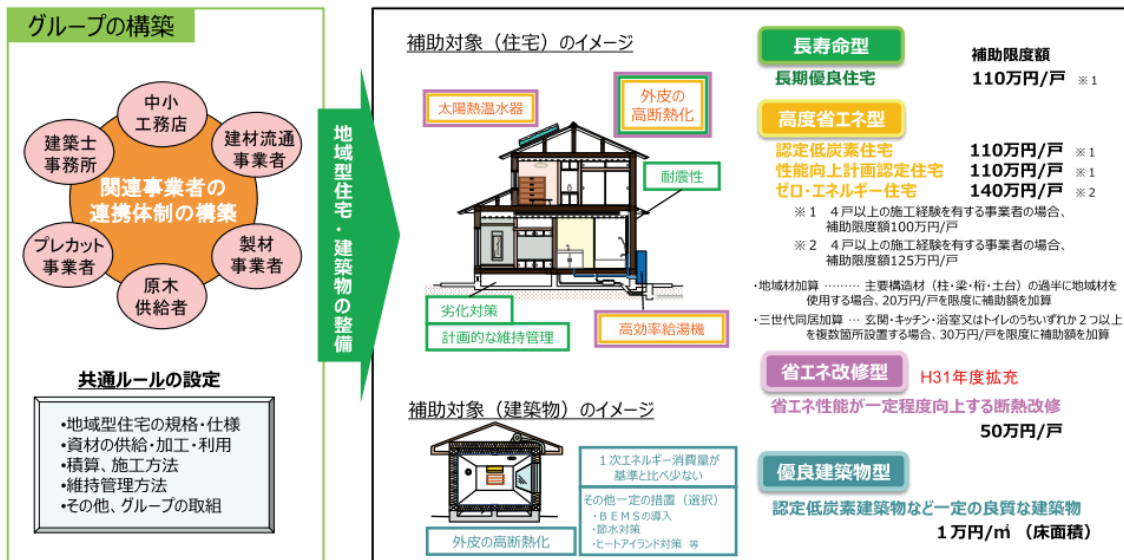 グループの構築
中小
工務店
建築士
事務所
建材流通
事業者
関連事業者の
連携体制の構築
プレカット
事業者
製材
事業者
原木
供給者
共通ルールの設定
・地域型住宅の規格・仕様
・資材の供給・加工・利用
・積算、施工方法
・維持管理方法
・その他、グループの取組
地域型住宅・建築物の整備
補助対象（住宅）のイメージ
太陽熱温水器
外皮の
高断熱化
耐震性
劣化対策
計画的な維持管理
高効率給湯機
補助対象（建築物）のイメージ
１次エネルギー消費量が
基準と比べ少ない
その他一定の措置（選択）
・ＢＥＭＳの導入
・節水対策
・ヒートアイランド対策 等
外皮の高断熱化
長寿命型
補助限度額
長期優良住宅 110万円/戸 ※１
高度省エネ型
認定低炭素住宅 110万円/戸 ※１
性能向上計画認定住宅 110万円/戸 ※１
ゼロ・エネルギー住宅 140万円/戸 ※２
※１ ４戸以上の施工経験を有する事業者の場合、
補助限度額100万円/戸
※２ ４戸以上の施工経験を有する事業者の場合、
補助限度額125万円/戸
・地域材加算 ……… 主要構造材（柱・梁・桁・土台）の過半に地域材を
使用する場合、20万円/戸を限度に補助額を加算
・三世代同居加算 … 玄関・キッチン・浴室又はトイレのうちいずれか２つ以上
を複数箇所設置する場合、30万円/戸を限度に補助額を加算
省エネ改修型 H31年度拡充
省エネ性能が一定程度向上する断熱改修
50万円/戸
優良建築物型
認定低炭素建築物など一定の良質な建築物
１万円/㎡ （床面積）